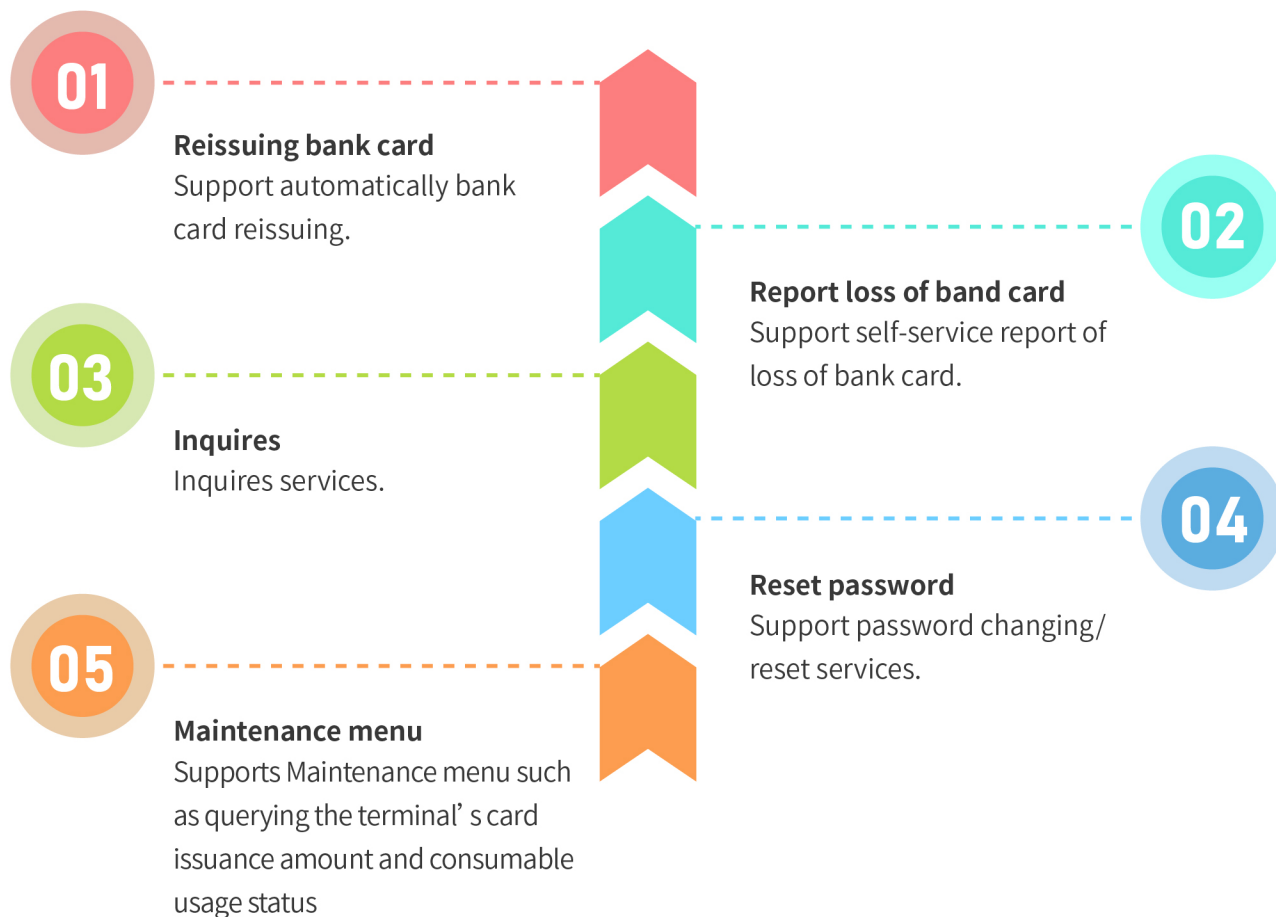 01
Reissuing bank card
Support automatically bank
card reissuing.
02
Report loss of band card
Support self-service report of
loss of bank card.
03
Inquires
Inquires services.
04
Reset password
Support password changing/
reset services.
05
Maintenance menu
Supports Maintenance menu such
as querying the terminal’ s card
issuance amount and consumable
usage status